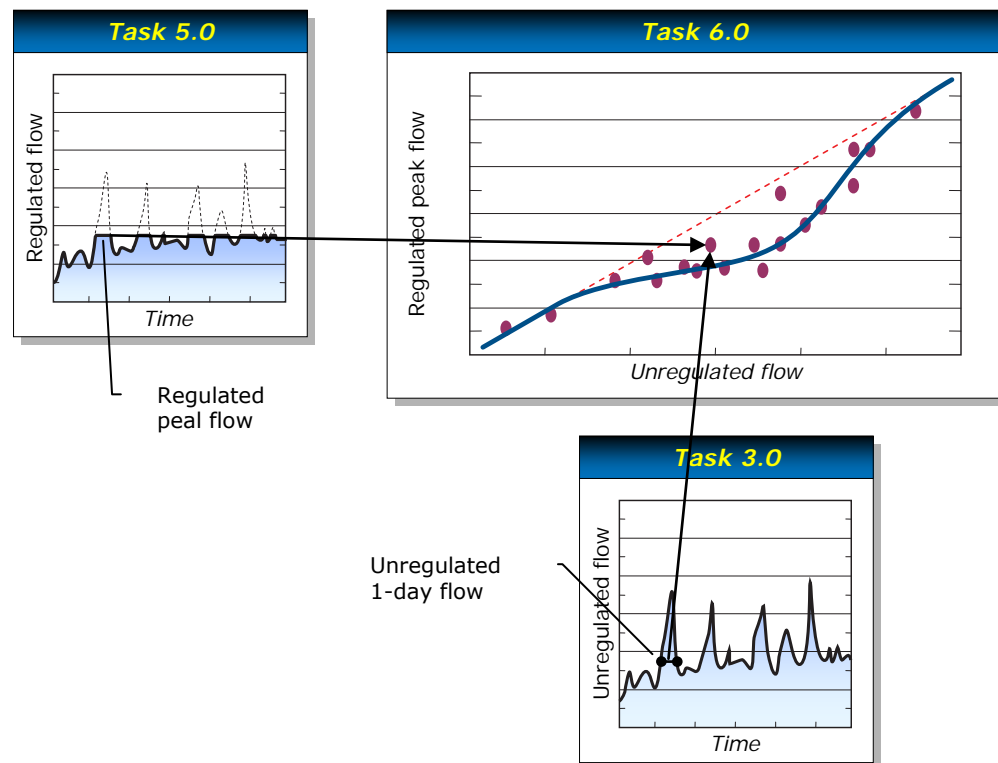 Task 5.0
Regulated flow
Time
Regulated
peal flow
Task 6.0
Regulated peak flow
Unregulated flow
Task 3.0
Unregulated
1-day flow
Unregulated flow
Time